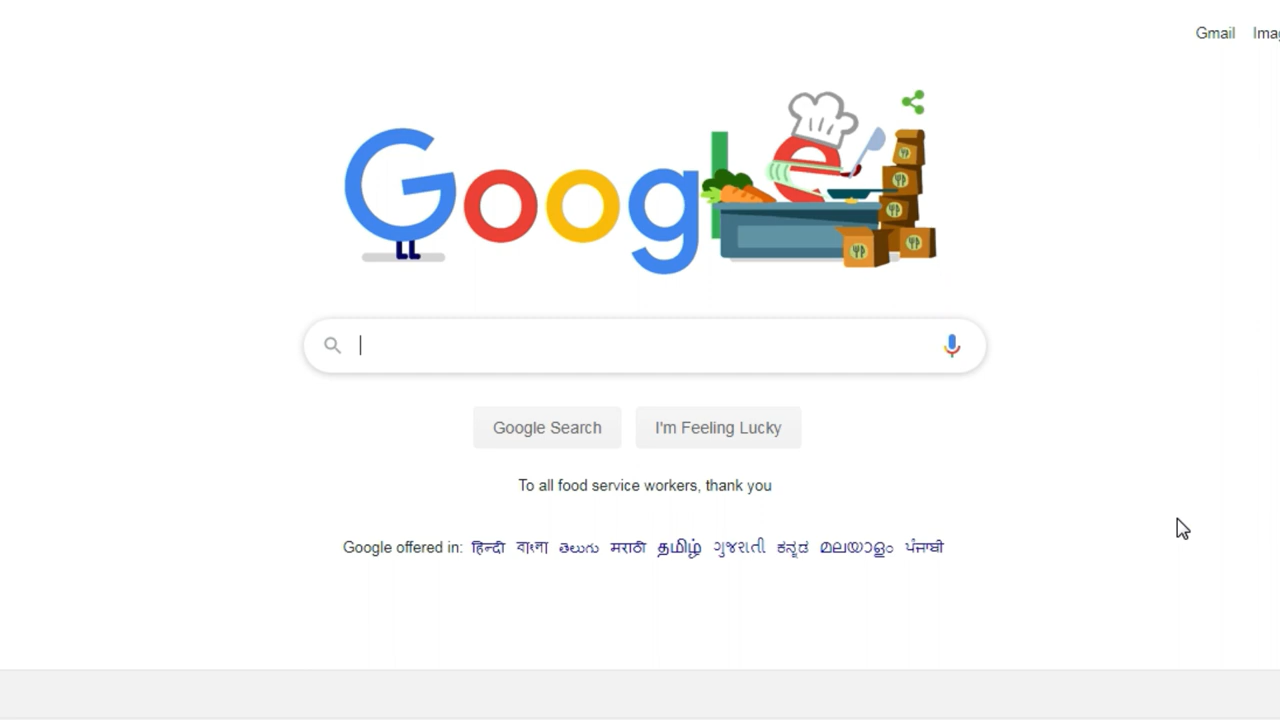 Gmail Imag
Google
Google Search I'm Feeling Lucky
To all food service workers, thank you
Google offered in: हिन्दी বাংলা తెలుగు मराठी தமிழ் ગુજરાતી ಕನ್ನಡ മലയാളം ਪੰਜਾਬੀ